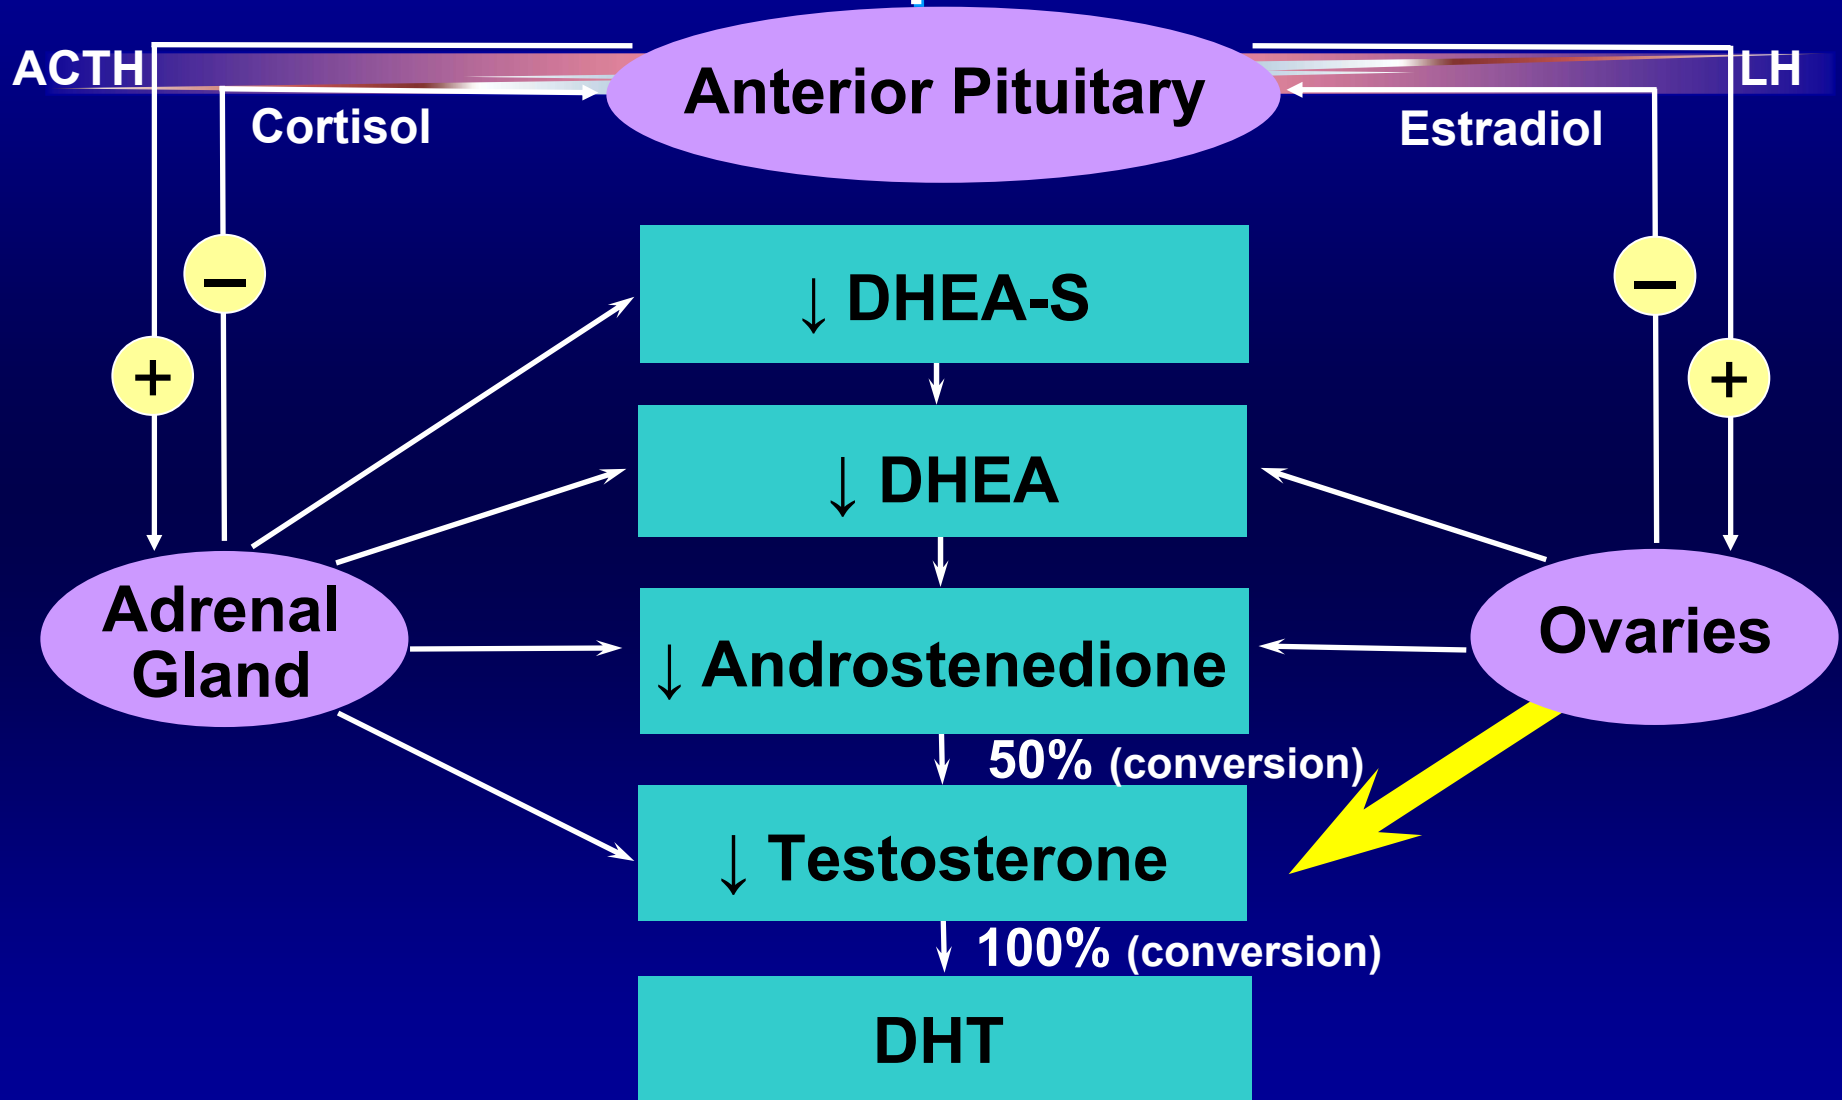 ACTH
Anterior Pituitary
LH
Cortisol
Estradiol
–
–
+
+
↓ DHEA-S
↓ DHEA
Adrenal
Gland
Ovaries
↓ Androstenedione
50% (conversion)
↓ Testosterone
100% (conversion)
DHT